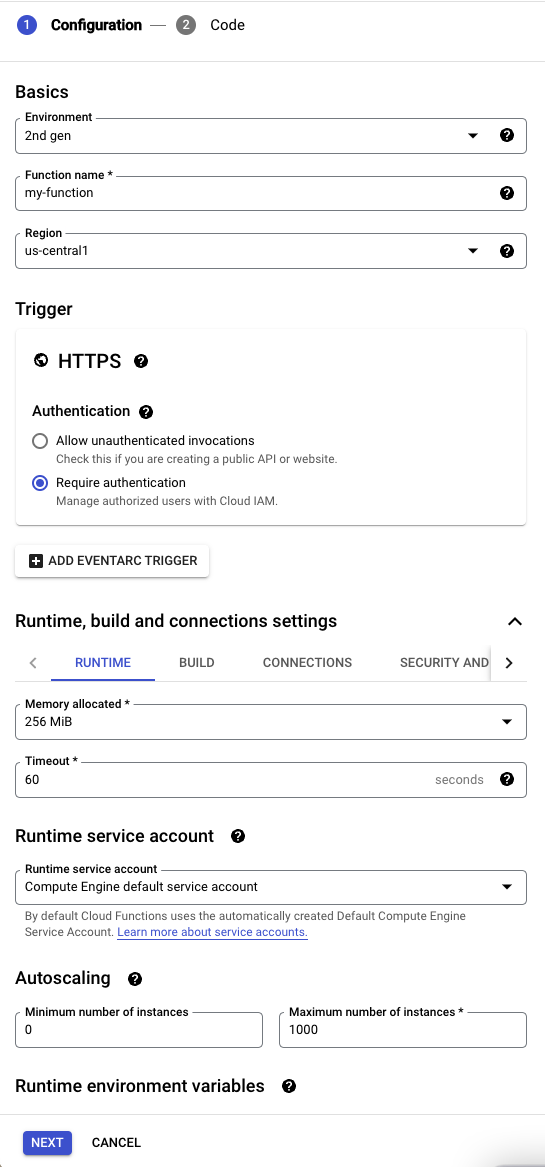 1 Configuration — 2 Code
Basics
Environment
2nd gen
Function name *
my-function
Region
us-central1
Trigger
HTTPS
Authentication
Allow unauthenticated invocations
Check this if you are creating a public API or website.
Require authentication
Manage authorized users with Cloud IAM.
ADD EVENTARC TRIGGER
Runtime, build and connections settings
RUNTIME BUILD CONNECTIONS SECURITY AND
Memory allocated *
256 MiB
Timeout *
60 seconds
Runtime service account
Runtime service account
Compute Engine default service account
By default Cloud Functions uses the automatically created Default Compute Engine
Service Account. Learn more about service accounts.
Autoscaling
Minimum number of instances Maximum number of instances *
0 1000
Runtime environment variables
NEXT CANCEL